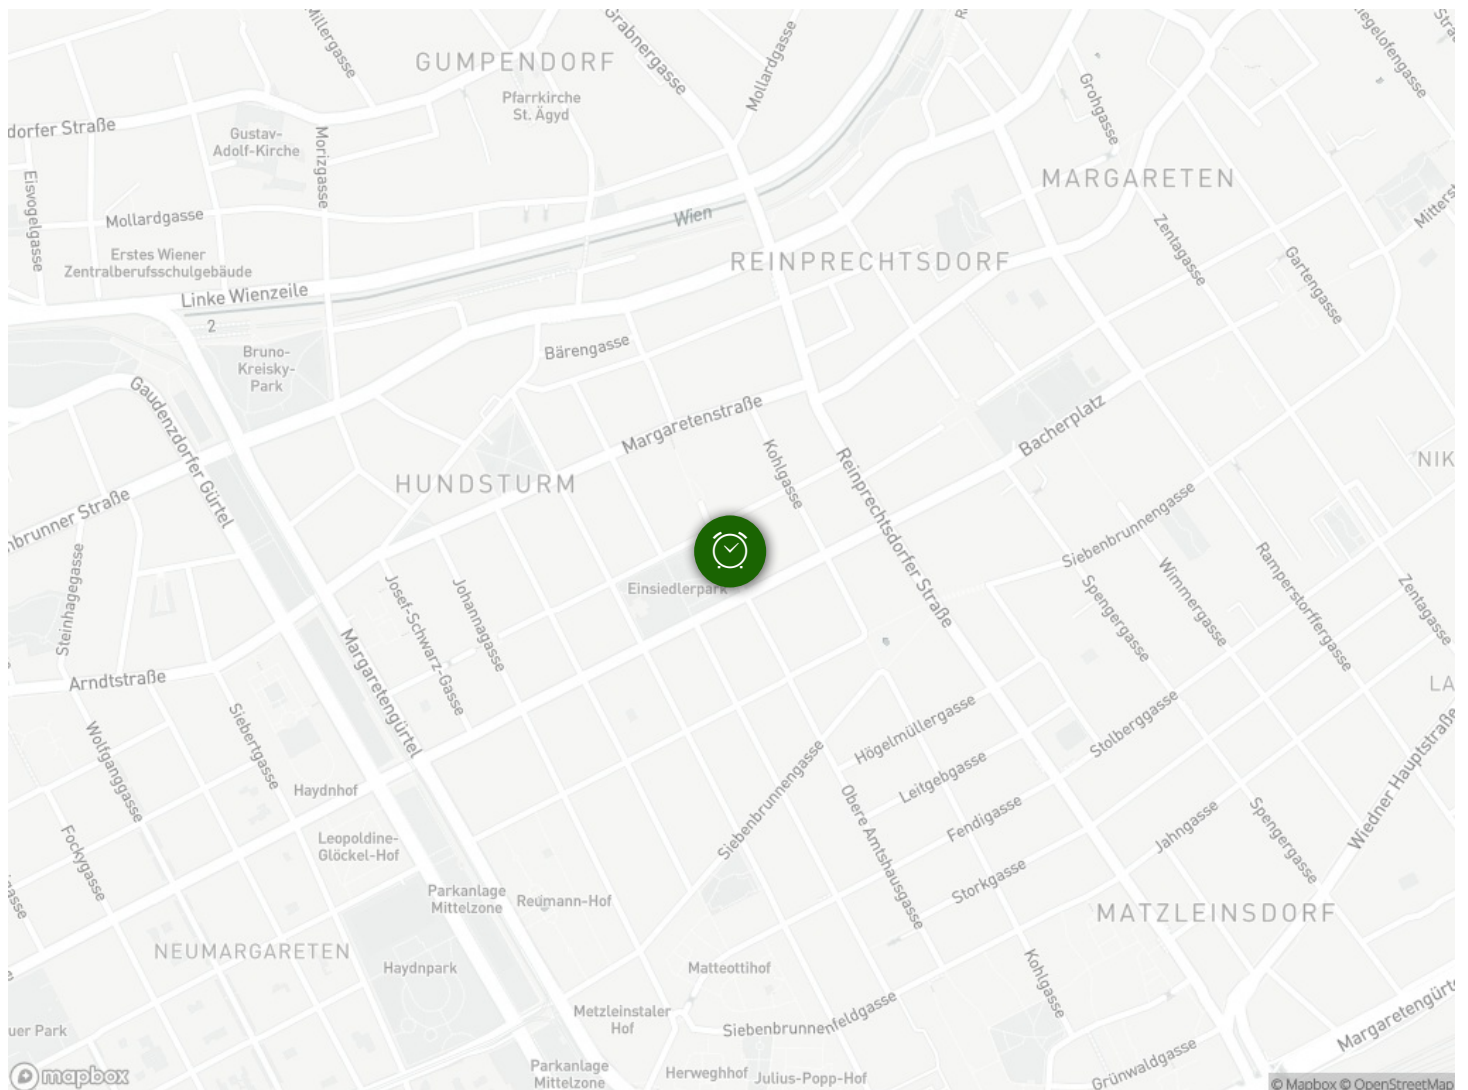 Millergasse
GUMPENDORF
Grabnergasse
Mollardgasse
Pfarrkirche
St. Ägyd
Grohgasse
dorfer Straße
Gustav-
Adolf-Kirche
Morizgasse
MARGARETEN
Eisvogelgasse
Mollardgasse
Wien
Zentagasse
Erstes Wiener
Zentralberufsschulgebäude
REINPRECHTSDORF
Gartengasse
Linke Wienzeile
2
Bruno-
Kreisky-
Park
Bärengasse
Gaudenzdorfer Gürtel
Margaretenstraße
Bacherplatz
Kohlgasse
Reinprechtsdorfer Straße
NIK
HUNDSTURM
nbrunner Straße
Siebenbrunnengasse
Steinhagegasse
Josef-Schwarz-Gasse
Johannagasse
Einsiedlerpark
Spengergasse
Wimmergasse
Ramperstorffergasse
Zentagasse
Arndtstraße
Margaretengürtel
LA
Siebertgasse
Wolfganggasse
Högelmüllergasse
Stolberggasse
Wiedner Hauptstraße
Haydnhof
Leitgebgasse
Siebenbrunnengasse
Obere Amtshausgasse
Fendigasse
Jahngasse
Spengergasse
Fockygasse
Leopoldine-
Glöckel-Hof
Storkgasse
Parkanlage
Mittelzone
Reumann-Hof
MATZLEINSDORF
NEUMARGARETEN
Haydnpark
Matteottihof
Kohlgasse
Metzleinstaler
Hof
Siebenbrunnenfeldgasse
uer Park
Margaretengürt
Grünwaldgasse
Parkanlage
Mittelzone
Herweghhof
Julius-Popp-Hof
mapbox
© Mapbox © OpenStreetMap